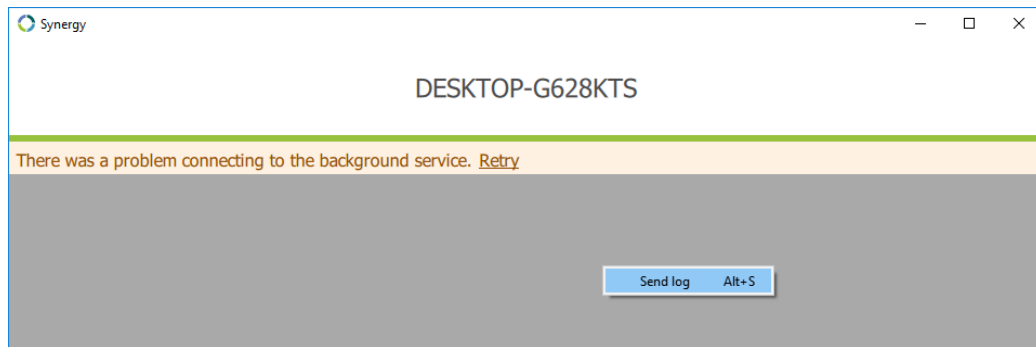 Synergy
DESKTOP-G628KTS
There was a problem connecting to the background service. Retry
Send log Alt+S